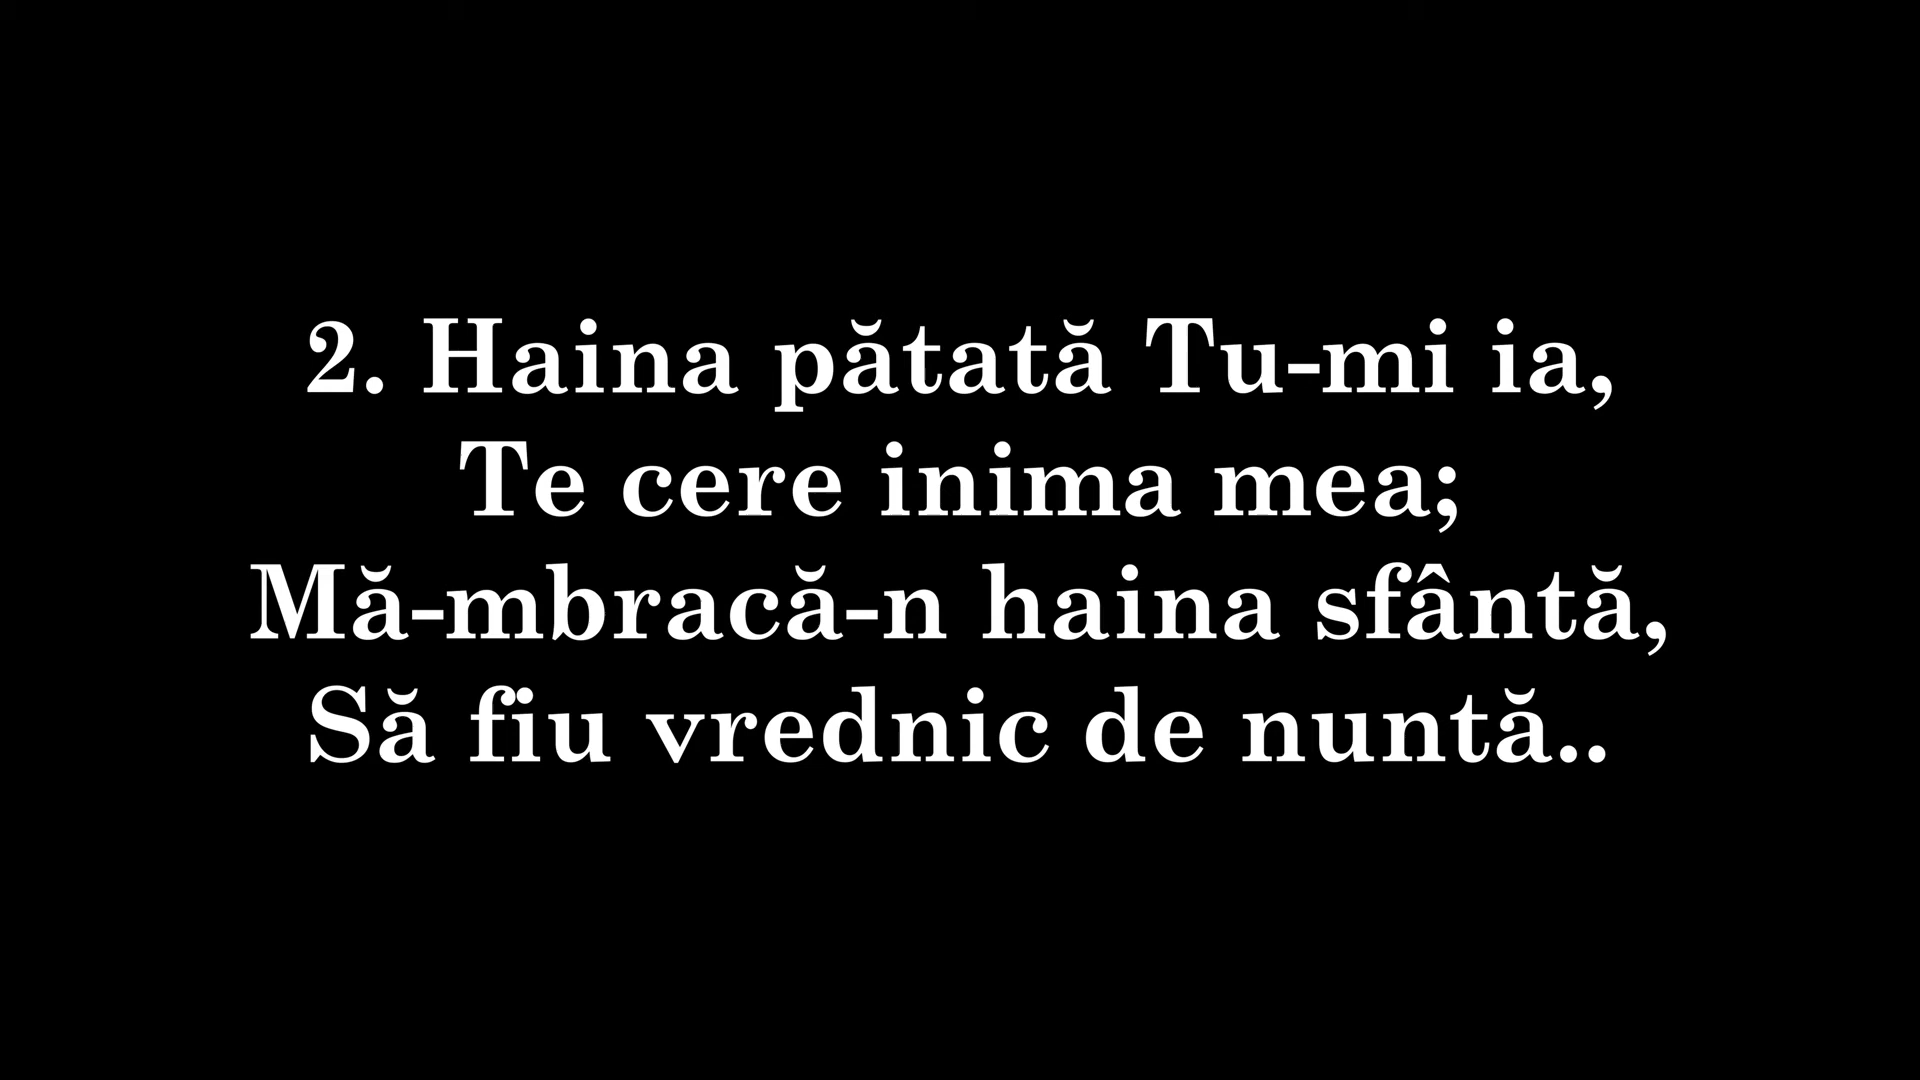 2. Haina pătată Tu-mi ia,
Te cere inima mea;
Mă-mbracă-n haina sfântă,
Să fiu vrednic de nuntă..